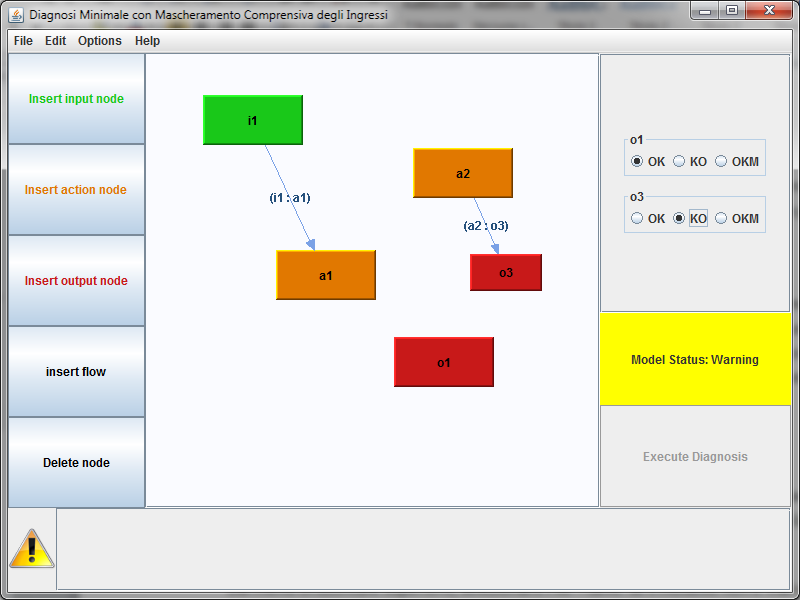 Diagnosi Minimale con Mascheramento Comprensiva degli Ingressi
File Edit Options Help
Insert input node
Insert action node
Insert output node
insert flow
Delete node
i1
(i1 : a1)
a1
a2
(a2 : o3)
o3
o1
o1
OK KO OKM
o3
OK KO OKM
Model Status: Warning
Execute Diagnosis